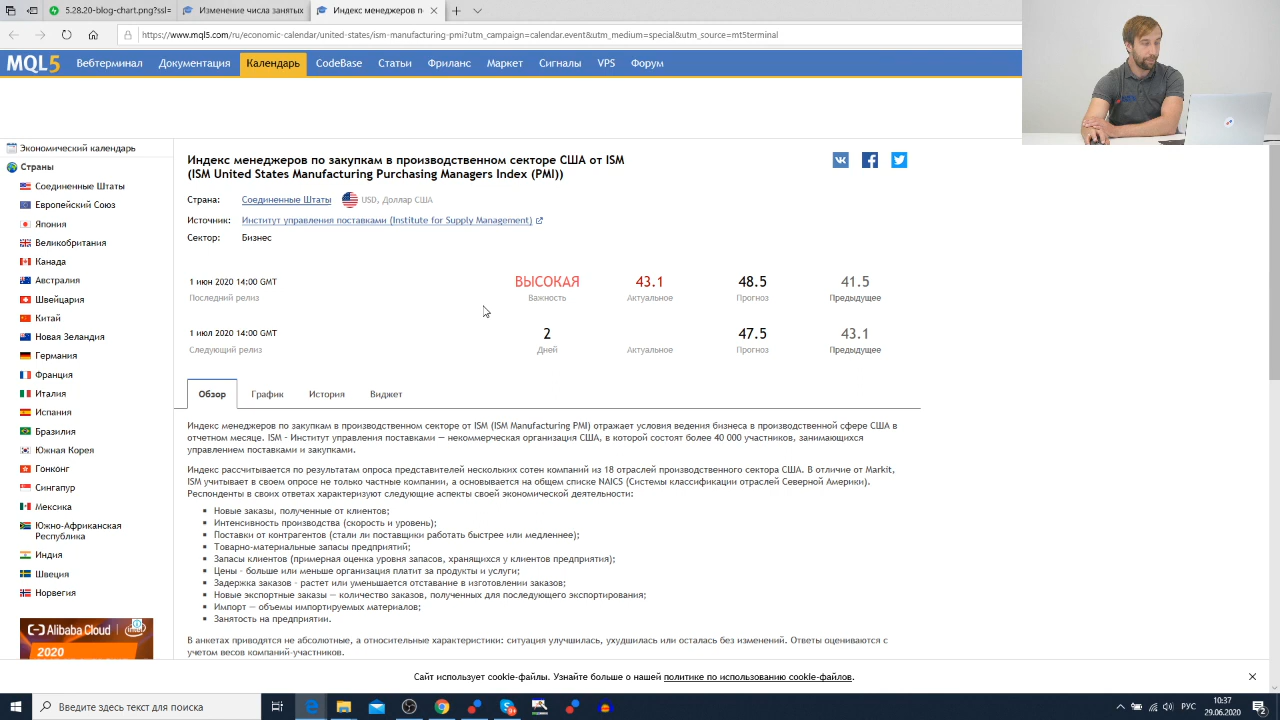 5.28.20-blog-chart.png?ssl=
ISM Изменятых
Индекс менеджеров п
https://www.mql5.com/ru/economic-calendar/united-states/ism-manufacturing-pmi?utm_campaign=calendar.event&utm_medium=special&utm_source=mt5terminal
MQL5 Вебтерминал Документация Календарь CodeBase Статьи Фриланс Маркет Сигналы VPS Форум
Экономический календарь
Страны
Соединенные Штаты
Европейский Союз
Япония
Великобритания
Канада
Австралия
Швейцария
Китай
Новая Зеландия
Германия
Франция
Италия
Испания
Бразилия
Южная Корея
Гонконг
Сингапур
Мексика
Южно-Африканская
Республика
Индия
Швеция
Норвегия
Alibaba Cloud intel
2020
Индекс менеджеров по закупкам в производственном секторе США от ISM
(ISM United States Manufacturing Purchasing Managers Index (PMI))
Страна: Соединенные Штаты USD, Доллар США
Источник: Институт управления поставками (Institute for Supply Management)
Сектор: Бизнес
1 июн 2020 14:00 GMT ВЫСОКАЯ 43.1 48.5 41.5
Последний релиз Важность Актуальное Прогноз Предыдущее
1 июл 2020 14:00 GMT 2 47.5 43.1
Следующий релиз Дней Актуальное Прогноз Предыдущее
Обзор График История Виджет
Индекс менеджеров по закупкам в производственном секторе от ISM (ISM Manufacturing PMI) отражает условия ведения бизнеса в производственной сфере США в
отчетном месяце. ISM - Институт управления поставками — некоммерческая организация США, в которой состоят более 40 000 участников, занимающихся
управлением поставками и закупками.
Индекс рассчитывается по результатам опроса представителей нескольких сотен компаний из 18 отраслей производственного сектора США. В отличие от Markit,
ISM учитывает в своем опросе не только частные компании, а основывается на общем списке NAICS (Системы классификации отраслей Северной Америки).
Респонденты в своих ответах характеризуют следующие аспекты своей экономической деятельности:
Новые заказы, полученные от клиентов;
Интенсивность производства (скорость и уровень);
Поставки от контрагентов (стали ли поставщики работать быстрее или медленнее);
Товарно-материальные запасы предприятий;
Запасы клиентов (примерная оценка уровня запасов, хранящихся у клиентов предприятия);
Цены - больше или меньше организация платит за продукты и услуги;
Задержка заказов - растет или уменьшается отставание в изготовлении заказов;
Новые экспортные заказы — количество заказов, полученных для последующего экспортирования;
Импорт — объемы импортируемых материалов;
Занятость на предприятии.
В анкетах приводятся не абсолютные, а относительные характеристики: ситуация улучшилась, ухудшилась или осталась без изменений. Ответы оцениваются с
учетом весов компаний-участников.
Сайт использует cookie-файлы. Узнайте больше о нашей политике по использованию cookie-файлов.
Введите здесь текст для поиска
РУС
10:37
29.06.2020
2